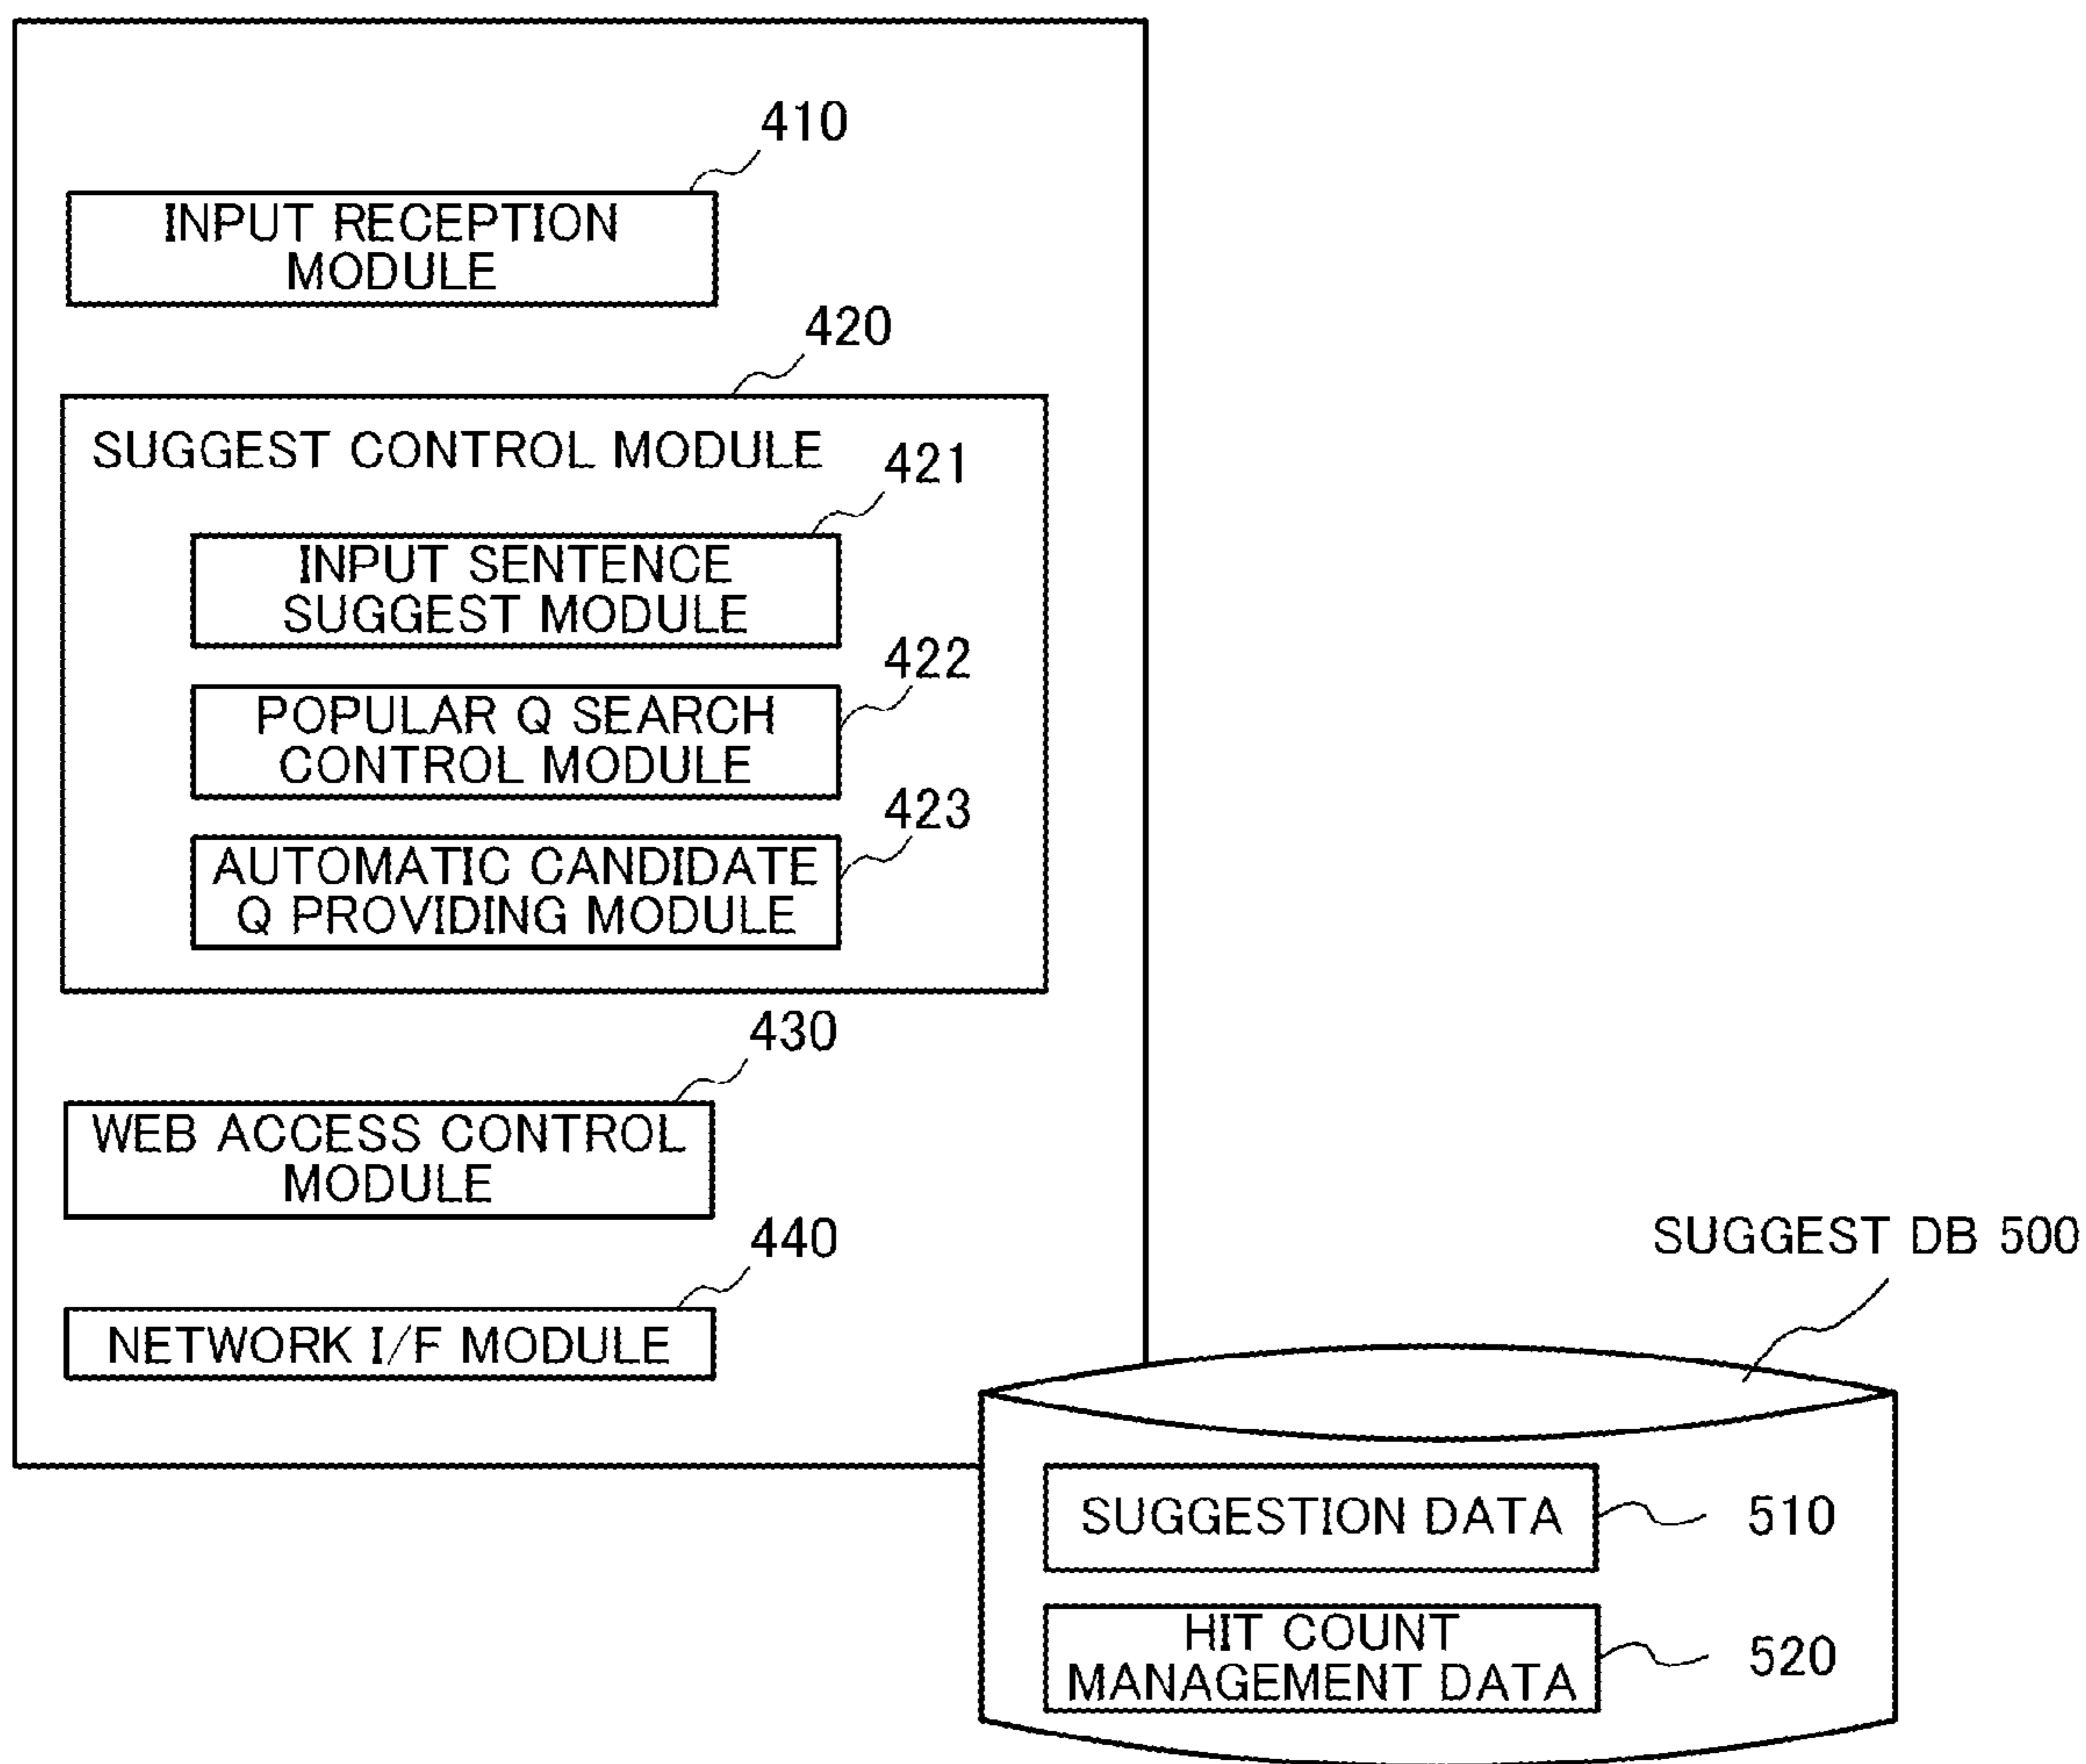 410
INPUT RECEPTION
MODULE
420
SUGGEST CONTROL MODULE
421
INPUT SENTENCE
SUGGEST MODULE
422
POPULAR Q SEARCH
CONTROL MODULE
423
AUTOMATIC CANDIDATE
Q PROVIDING MODULE
430
WEB ACCESS CONTROL
MODULE
440
NETWORK I/F MODULE
SUGGEST DB 500
SUGGESTION DATA
510
HIT COUNT
MANAGEMENT DATA
520